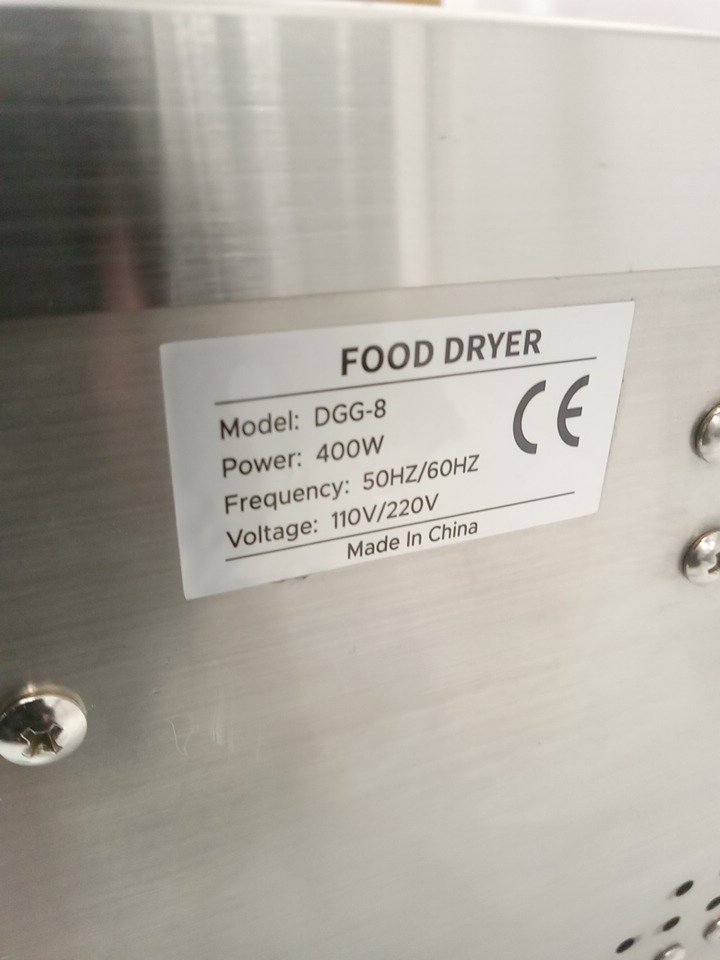 FOOD DRYER
Model: DGG-8
CE
Power: 400W
Frequency: 50HZ/60HZ
Voltage: 110V/220V
Made In China